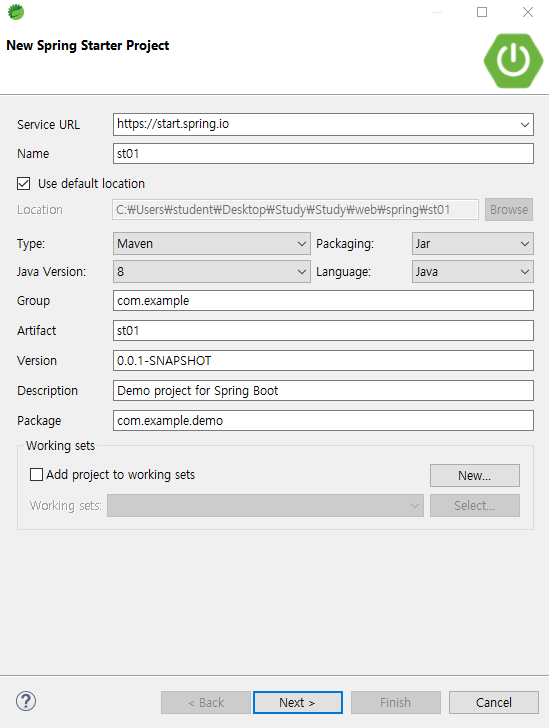 New Spring Starter Project
Service URL https://start.spring.io
Name st01
Use default location
Location C:₩Users₩student₩Desktop₩Study₩Study₩web₩spring₩st01 Browse
Type: Maven Packaging: Jar
Java Version: 8 Language: Java
Group com.example
Artifact st01
Version 0.0.1-SNAPSHOT
Description Demo project for Spring Boot
Package com.example.demo
Working sets
Add project to working sets New...
Working sets: Select...
? < Back Next > Finish Cancel